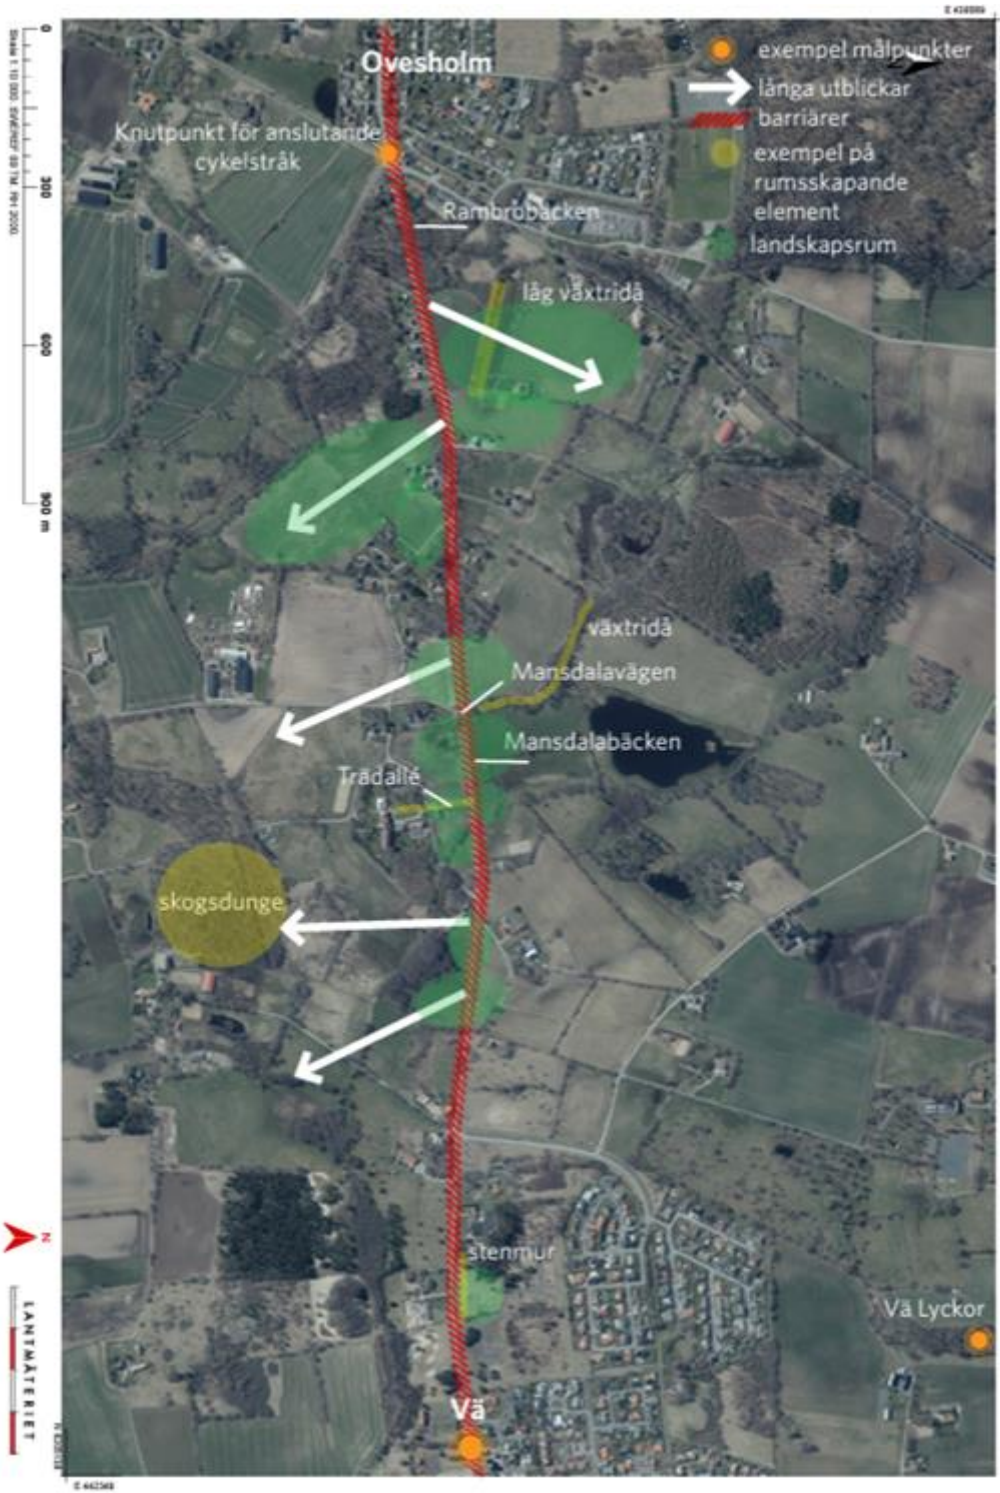 Ovesholm
exempel målpunkter
långa utblickar
barriärer
exempel på
rumsskapande
element
landskapsrum
Knutpunkt för anslutande
cykelstråk
Rambrobäcken
låg växtridå
växtridå
Mansdalavägen
Mansdalabäcken
Trädallé
skogsdunge
stenmur
Vä Lyckor
Vä
0
300
600
900 m
N
LANTMÄTERIET